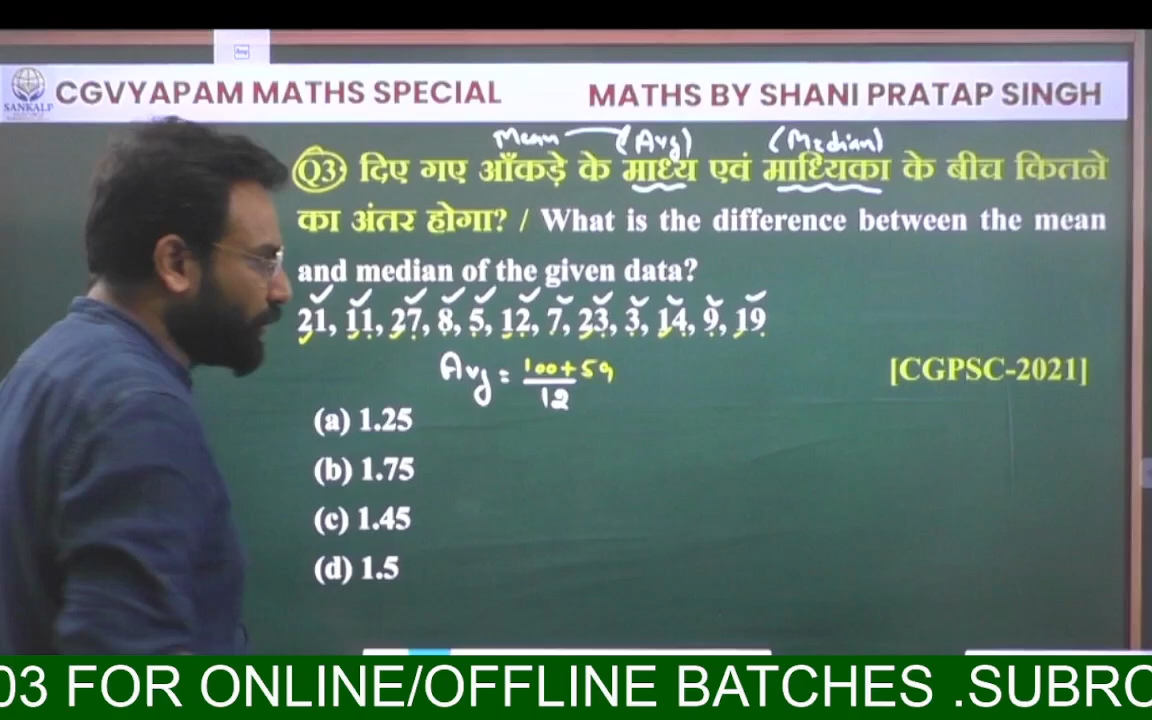 SANKALP
CGVYAPAM MATHS SPECIAL
MATHS BY SHANI PRATAP SINGH
Mean (Avg) (Median)
Q3. दिए गए आँकड़े के माध्य एवं माध्यिका के बीच कितने
का अंतर होगा? / What is the difference between the mean
and median of the given data?
21, 11, 27, 8, 5, 12, 7, 23, 3, 14, 9, 19
Avg = 100+59
12
[CGPSC-2021]
(a) 1.25
(b) 1.75
(c) 1.45
(d) 1.5
03 FOR ONLINE/OFFLINE BATCHES .SUBRO